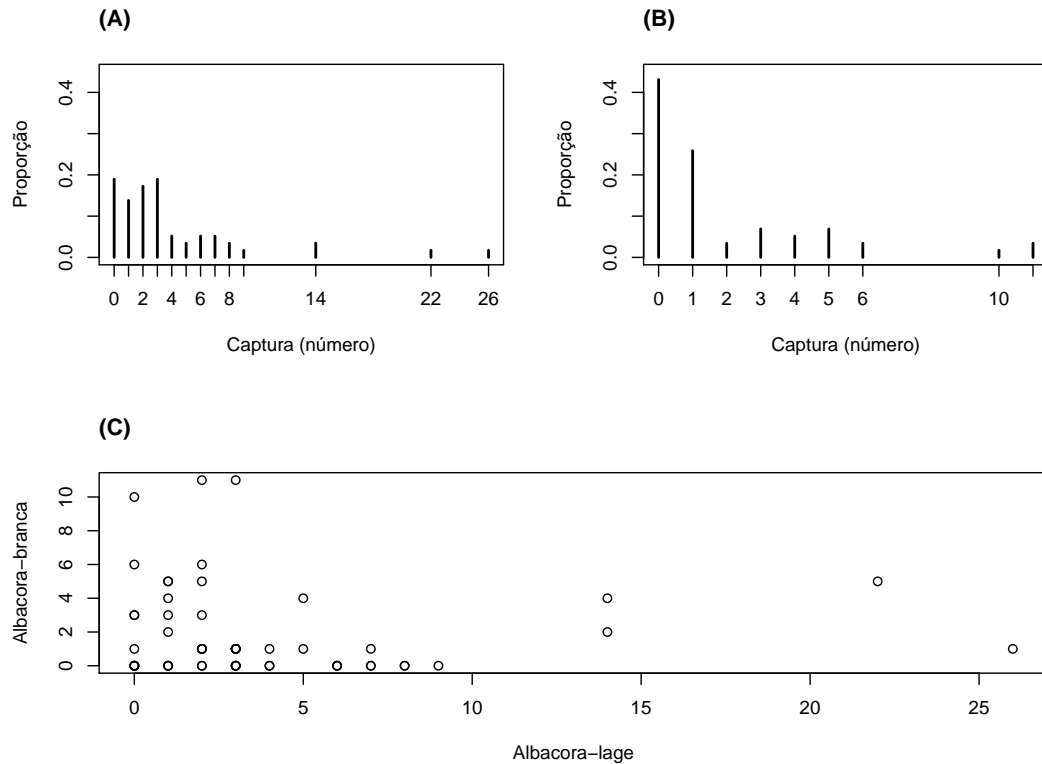 (A)
Proporção
0.0 0.2 0.4
0 2 4 6 8 14 22 26
Captura (número)
(B)
Proporção
0.0 0.2 0.4
0 1 2 3 4 5 6 10
Captura (número)
(C)
Albacora−branca
0 2 4 6 8 10
0 5 10 15 20 25
Albacora−lage